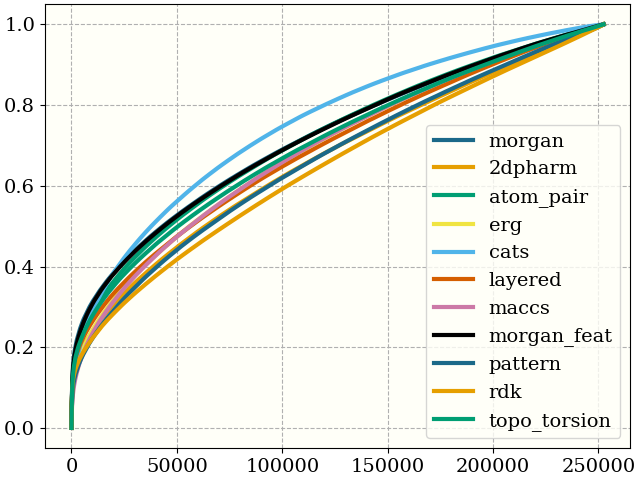 1.0
0.8
0.6
0.4
0.2
0.0
0
50000
100000
150000
200000
250000
morgan
2dpharm
atom_pair
erg
cats
layered
maccs
morgan_feat
pattern
rdk
topo_torsion